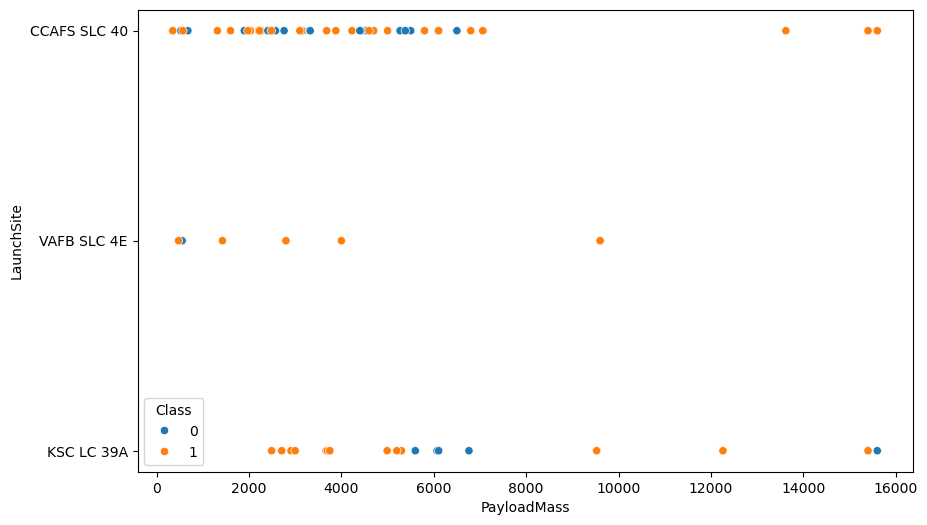 CCAFS SLC 40
VAFB SLC 4E
KSC LC 39A
LaunchSite
Class
0
1
0 2000 4000 6000 8000 10000 12000 14000 16000
PayloadMass